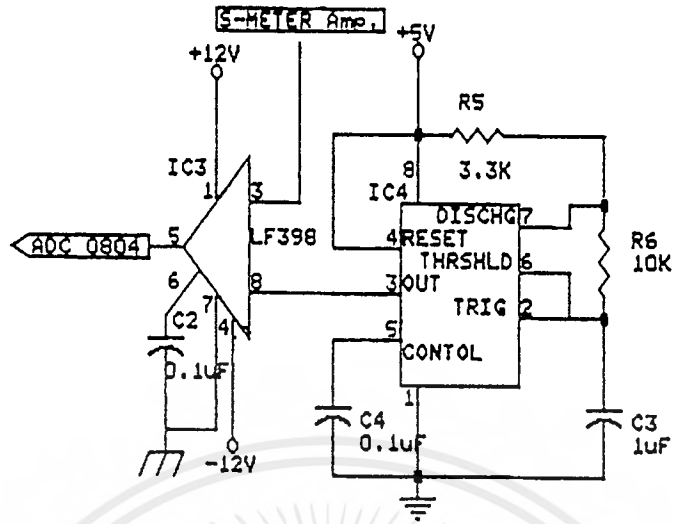 S-METER Amp.
+12V
+5V
R5
3.3K
IC3
1
3
IC4
8
DISCHG
7
ADC 0804
5
LF398
4
RESET
THRSHLD
6
R6
10K
6
8
3
OUT
TRIG
2
7
C2
4
5
CONTOL
0.1uF
1
C4
0.1uF
C3
1uF
-12V